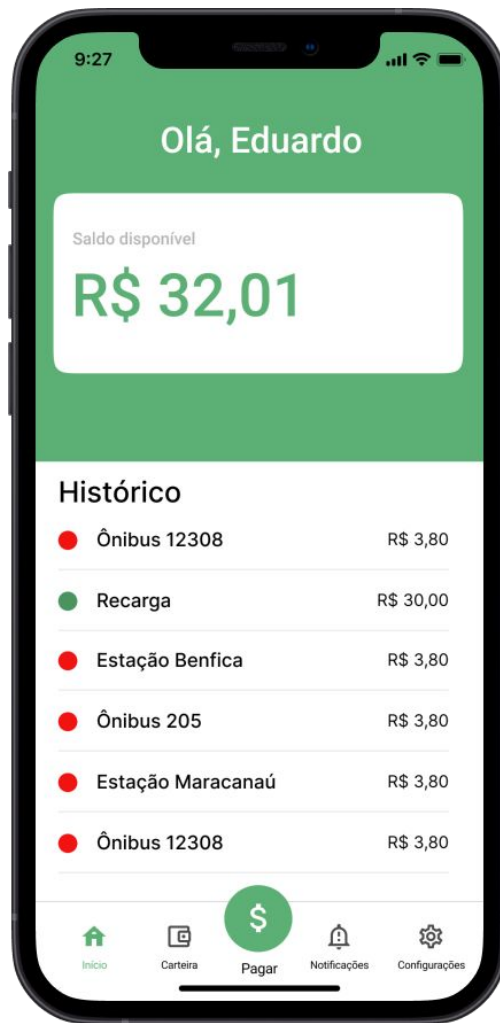 9:27
Olá, Eduardo
Saldo disponível
R$ 32,01
Histórico
Ônibus 12308 R$ 3,80
Recarga R$ 30,00
Estação Benfica R$ 3,80
Ônibus 205 R$ 3,80
Estação Maracanaú R$ 3,80
Ônibus 12308 R$ 3,80
$
Início Carteira Pagar Notificações Configurações